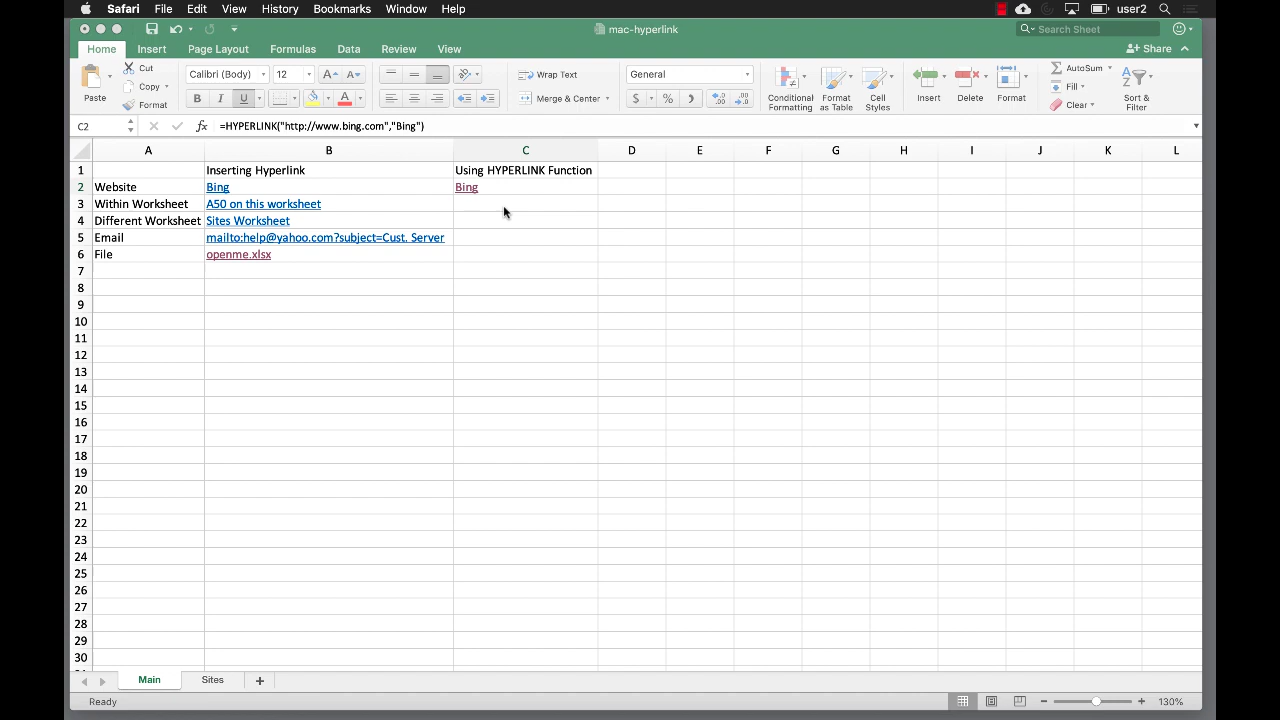 Safari File Edit View History Bookmarks Window Help user2
mac-hyperlink Search Sheet
Home Insert Page Layout Formulas Data Review View Share
Paste Cut Copy Format
Calibri (Body) 12 A A
B I U A
Wrap Text
Merge & Center
General
$ % )
Conditional Formatting
Format as Table
Cell Styles
Insert Delete Format
AutoSum
Fill
Clear
Sort & Filter
C2 fx =HYPERLINK("http://www.bing.com","Bing")
A B C D E F G H I J K L
1 Inserting Hyperlink Using HYPERLINK Function
2 Website Bing Bing
3 Within Worksheet A50 on this worksheet
4 Different Worksheet Sites Worksheet
5 Email mailto:help@yahoo.com?subject=Cust. Server
6 File openme.xlsx
7
8
9
10
11
12
13
14
15
16
17
18
19
20
21
22
23
24
25
26
27
28
29
30
Main Sites +
Ready 130%